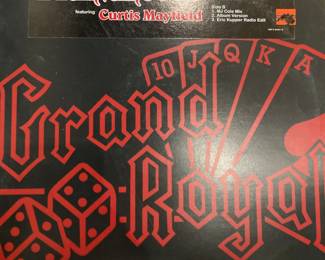 featuring Curtis Mayfield
Side B
1. MJ Cole Mix
2. Album Version
3. Eric Kupper Radio Edit
10 J Q K A
Grand
Royal